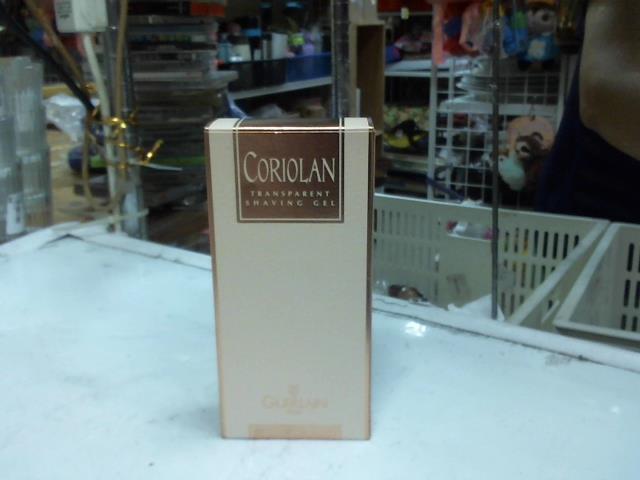 CORIOLAN
TRANSPARENT
SHAVING GEL
GUERLAIN